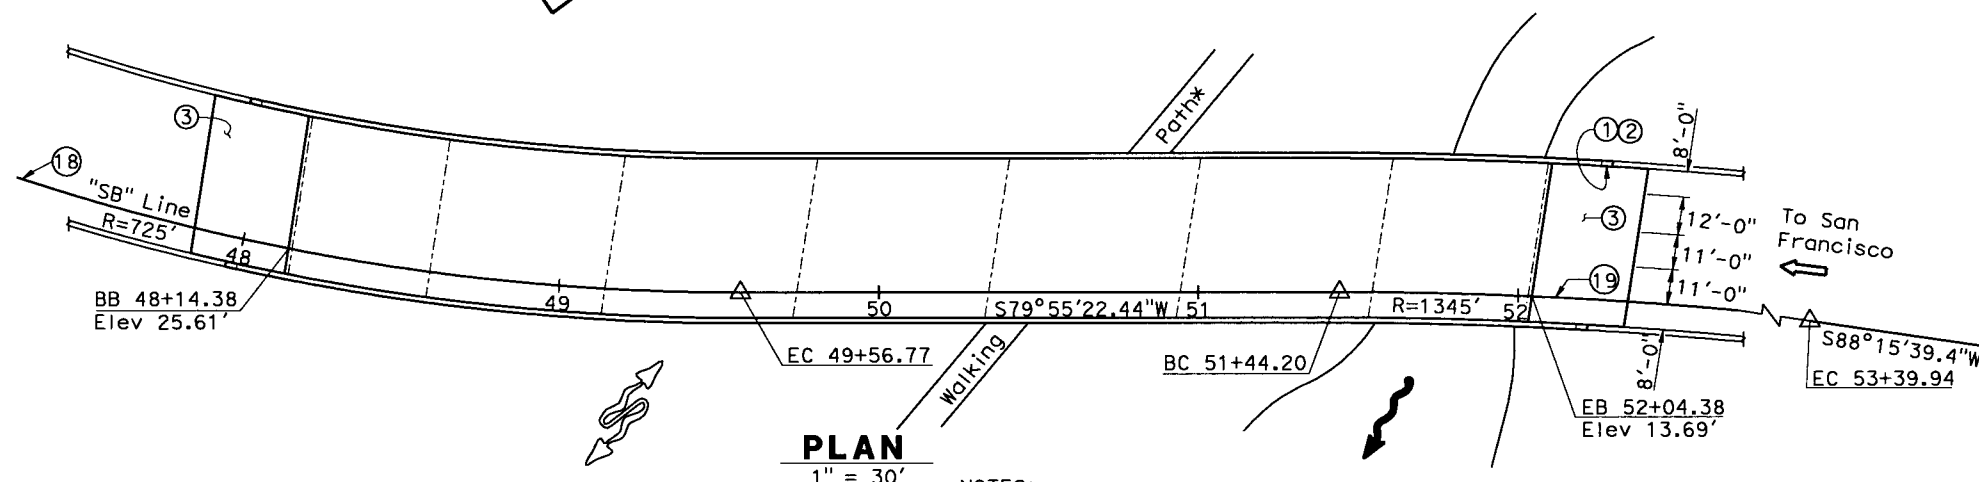 Path*
8'-0"
3
1 2
18
"SB" Line
R=725'
3
12'-0"
To San
Francisco
11'-0"
11'-0"
19
48
49
50
S79°55'22.44"W
51
R=1345'
52
BB 48+14.38
Elev 25.61'
EC 49+56.77
Walking
BC 51+44.20
8'-0"
S88°15'39.4"W
EC 53+39.94
EB 52+04.38
Elev 13.69'
PLAN
1" = 30'
NOTES: